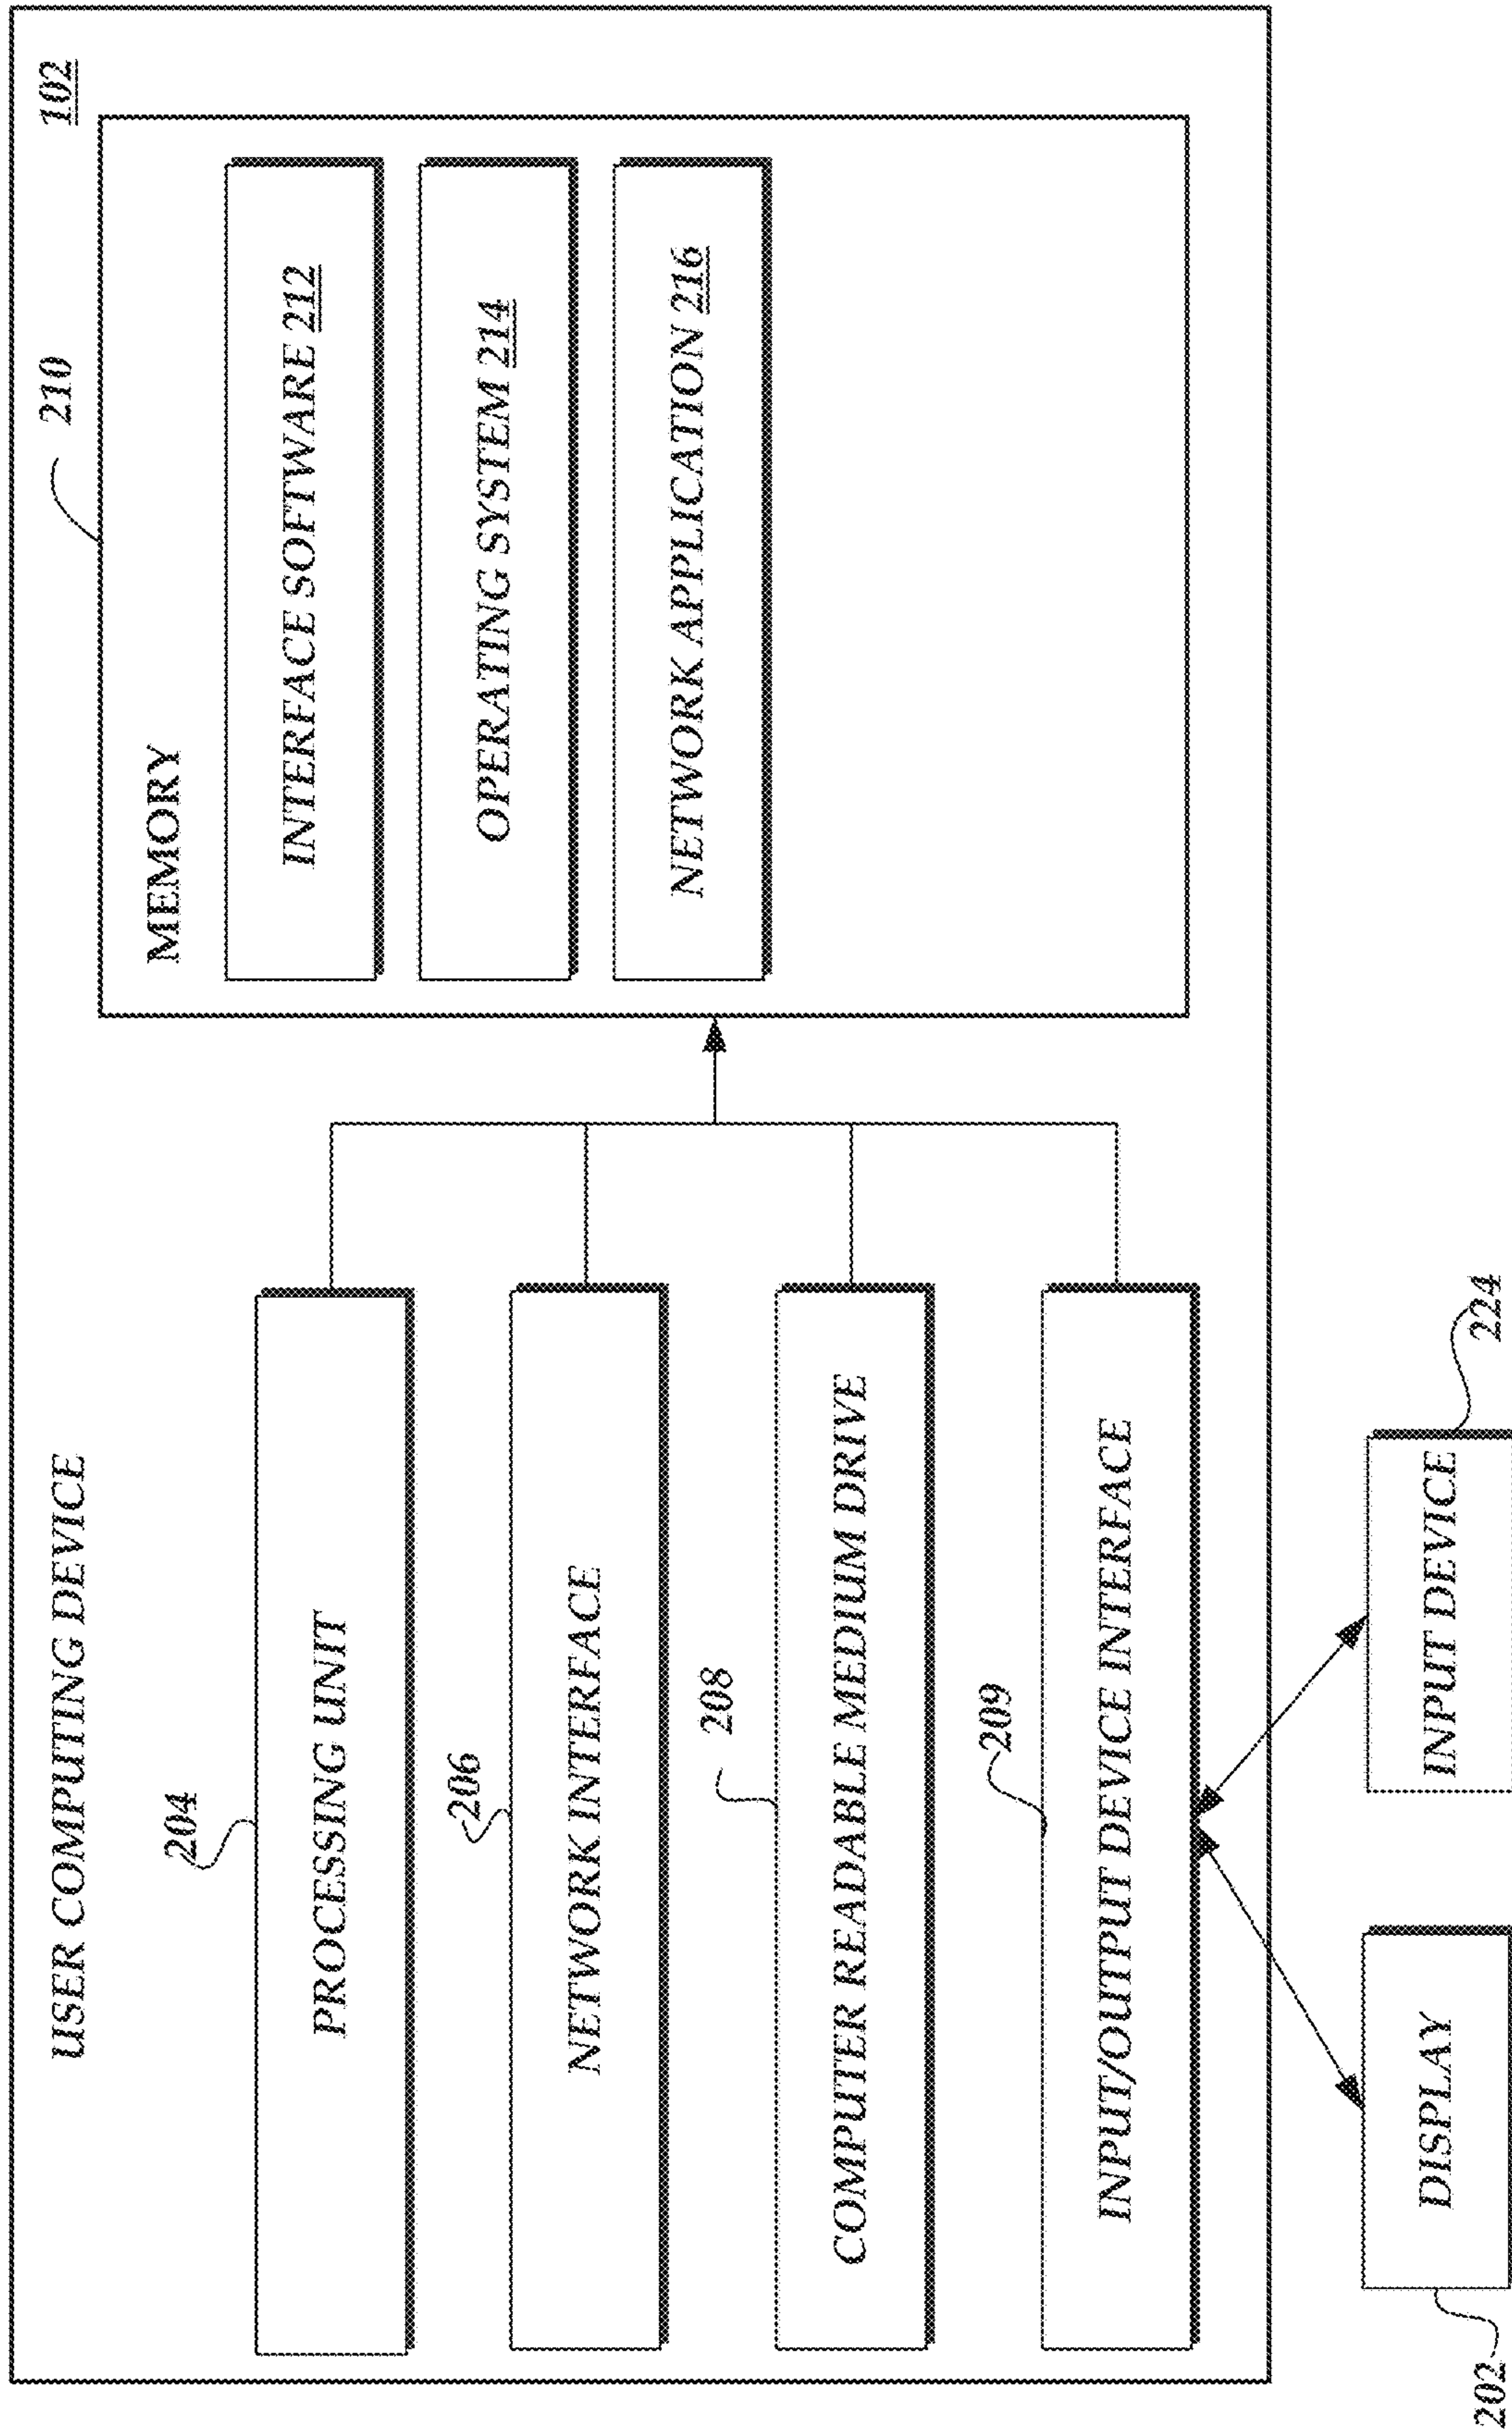 USER COMPUTING DEVICE
102
204
PROCESSING UNIT
206
NETWORK INTERFACE
208
COMPUTER READABLE MEDIUM DRIVE
209
INPUT/OUTPUT DEVICE INTERFACE
210
MEMORY
INTERFACE SOFTWARE 212
OPERATING SYSTEM 214
NETWORK APPLICATION 216
202
DISPLAY
INPUT DEVICE
224